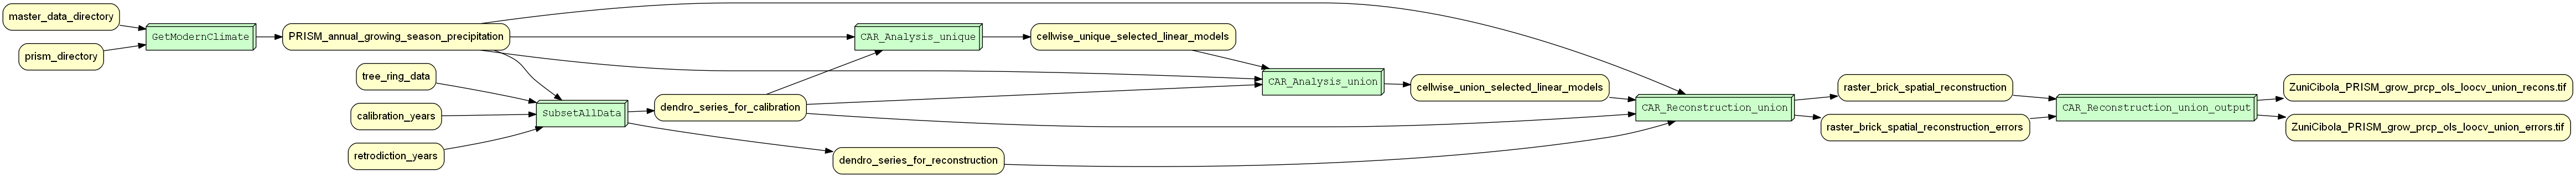 master_data_directory
prism_directory
GetModernClimate
PRISM_annual_growing_season_precipitation
tree_ring_data
calibration_years
retrodiction_years
SubsetAllData
dendro_series_for_calibration
dendro_series_for_reconstruction
CAR_Analysis_unique
cellwise_unique_selected_linear_models
CAR_Analysis_union
cellwise_union_selected_linear_models
CAR_Reconstruction_union
raster_brick_spatial_reconstruction
raster_brick_spatial_reconstruction_errors
CAR_Reconstruction_union_output
ZuniCibola_PRISM_grow_prcp_ols_loocv_union_recons.tif
ZuniCibola_PRISM_grow_prcp_ols_loocv_union_errors.tif